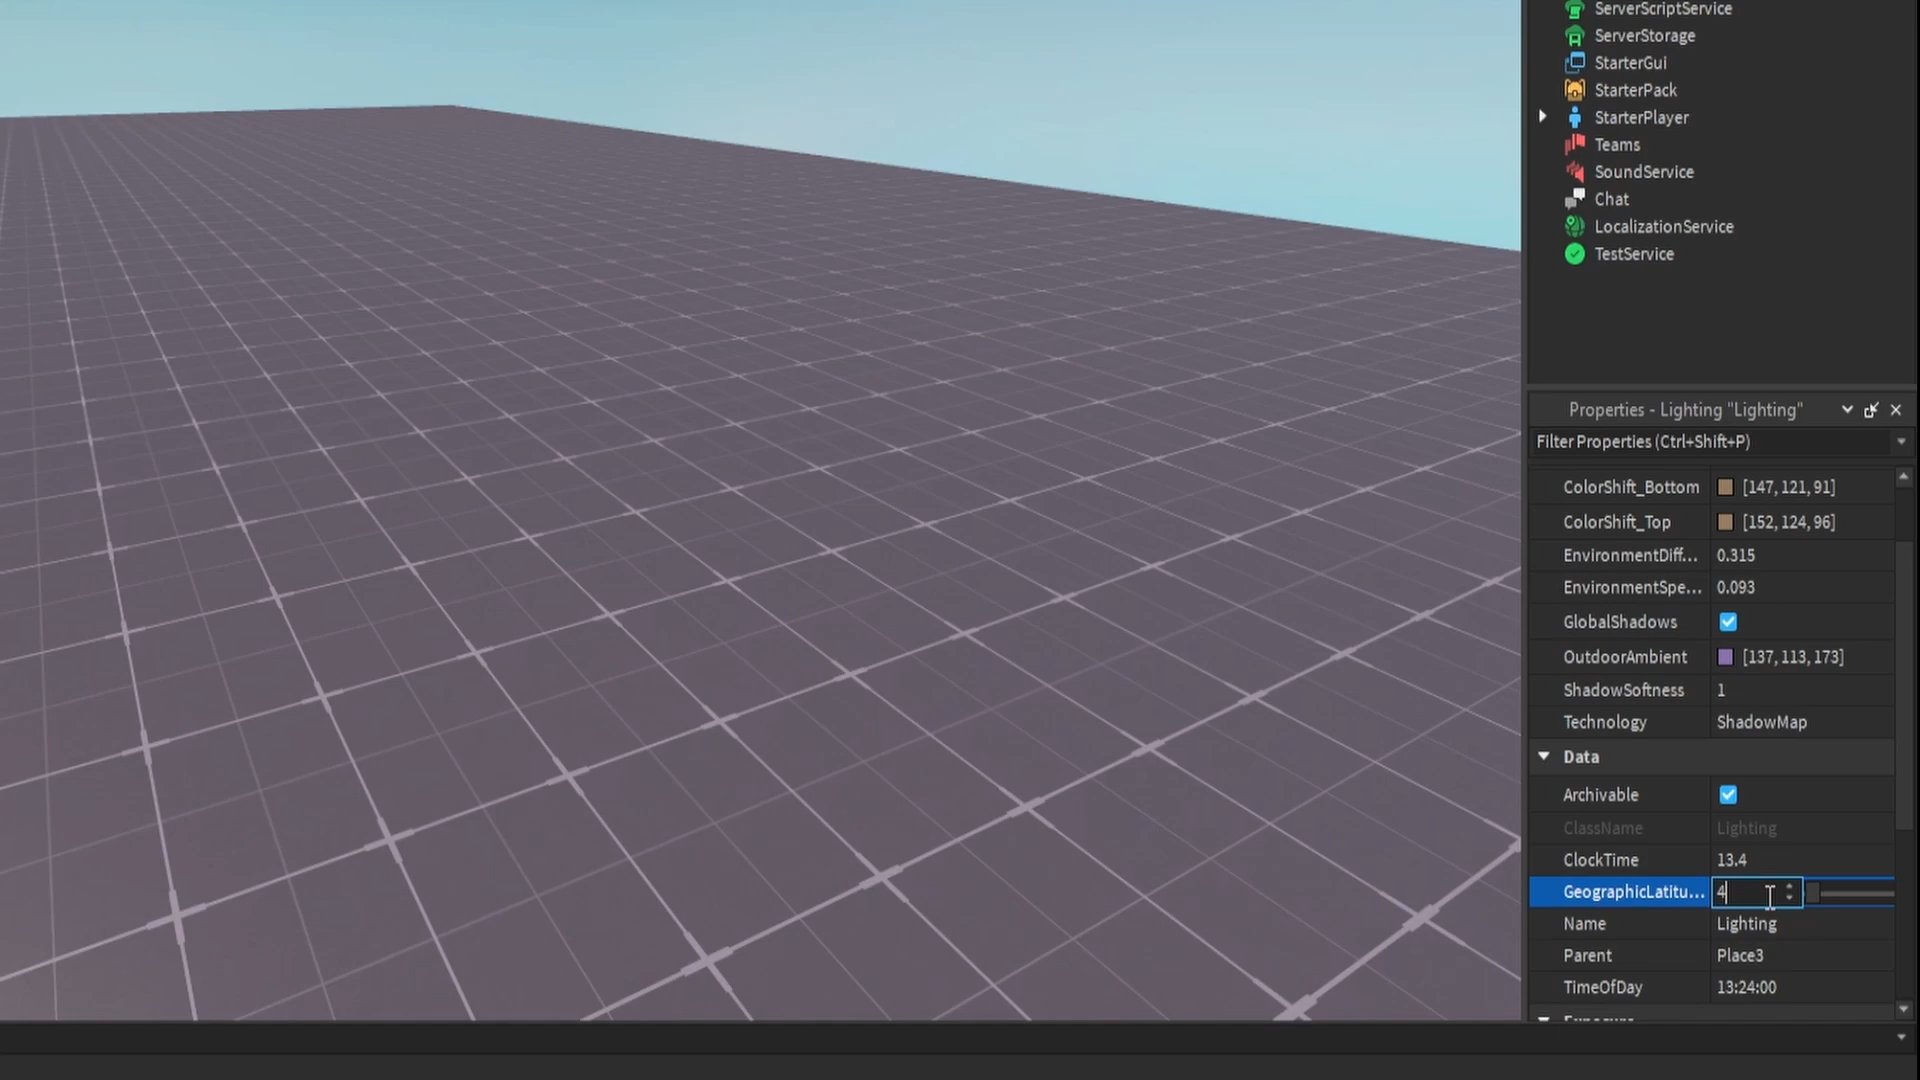 ServerScriptService
ServerStorage
StarterGui
StarterPack
StarterPlayer
Teams
SoundService
Chat
LocalizationService
TestService
Properties - Lighting "Lighting"
Filter Properties (Ctrl+Shift+P)
ColorShift_Bottom [147, 121, 91]
ColorShift_Top [152, 124, 96]
EnvironmentDiff... 0.315
EnvironmentSpe... 0.093
GlobalShadows
OutdoorAmbient [137, 113, 173]
ShadowSoftness 1
Technology ShadowMap
Data
Archivable
ClassName Lighting
ClockTime 13.4
GeographicLatitu... 4
Name Lighting
Parent Place3
TimeOfDay 13:24:00